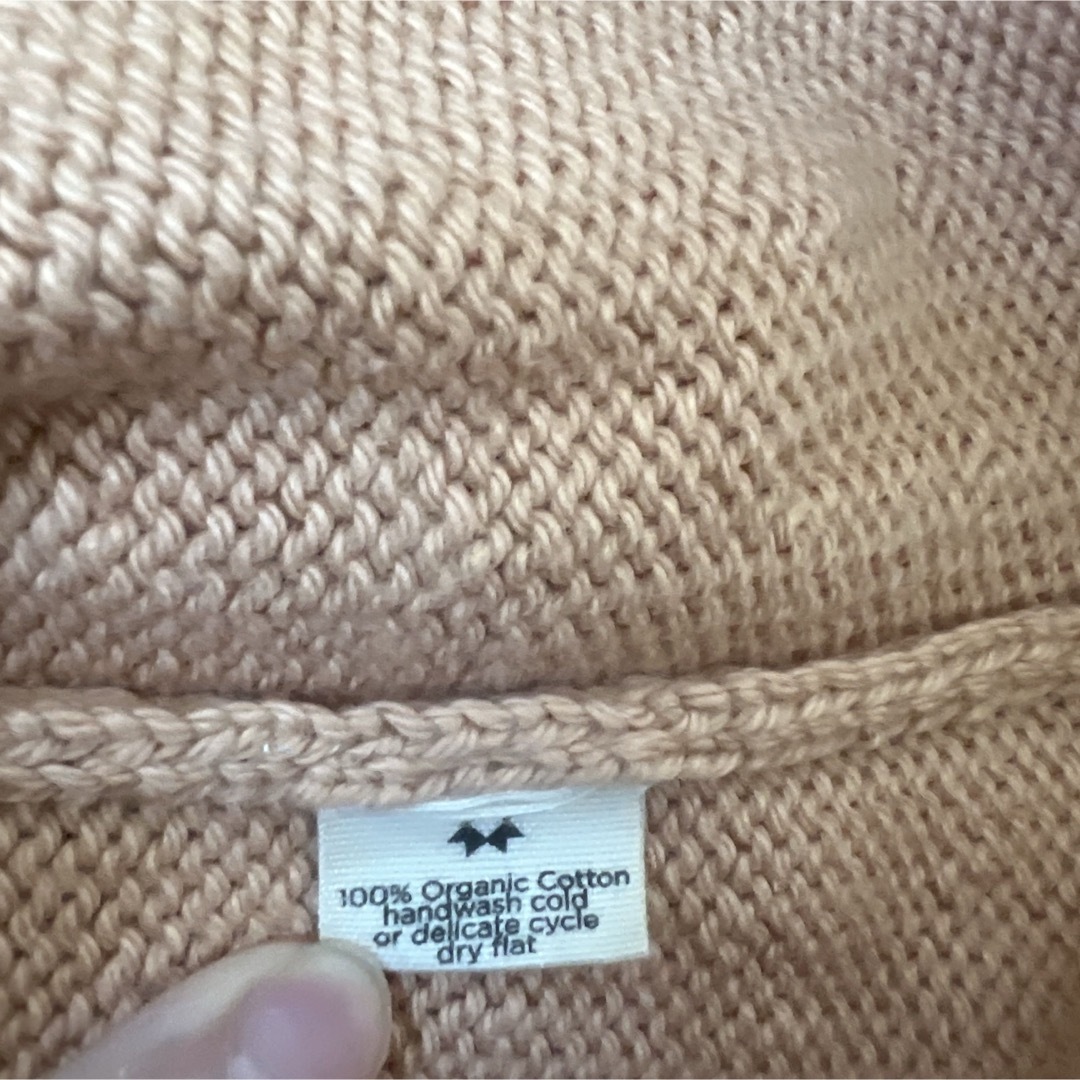 100% Organic Cotton
handwash cold
or delicate cycle
dry flat